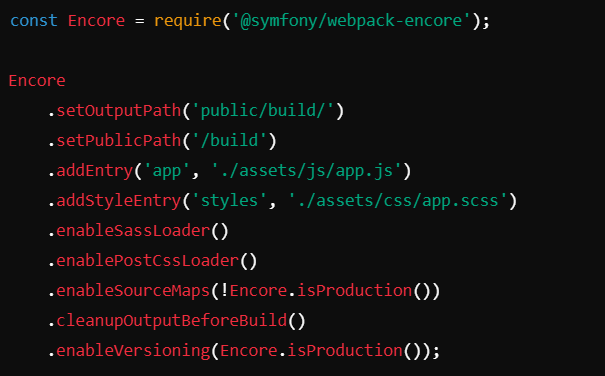 const Encore = require('@symfony/webpack-encore');
Encore
    .setOutputPath('public/build/')
    .setPublicPath('/build')
    .addEntry('app', './assets/js/app.js')
    .addStyleEntry('styles', './assets/css/app.scss')
    .enableSassLoader()
    .enablePostCssLoader()
    .enableSourceMaps(!Encore.isProduction())
    .cleanupOutputBeforeBuild()
    .enableVersioning(Encore.isProduction());